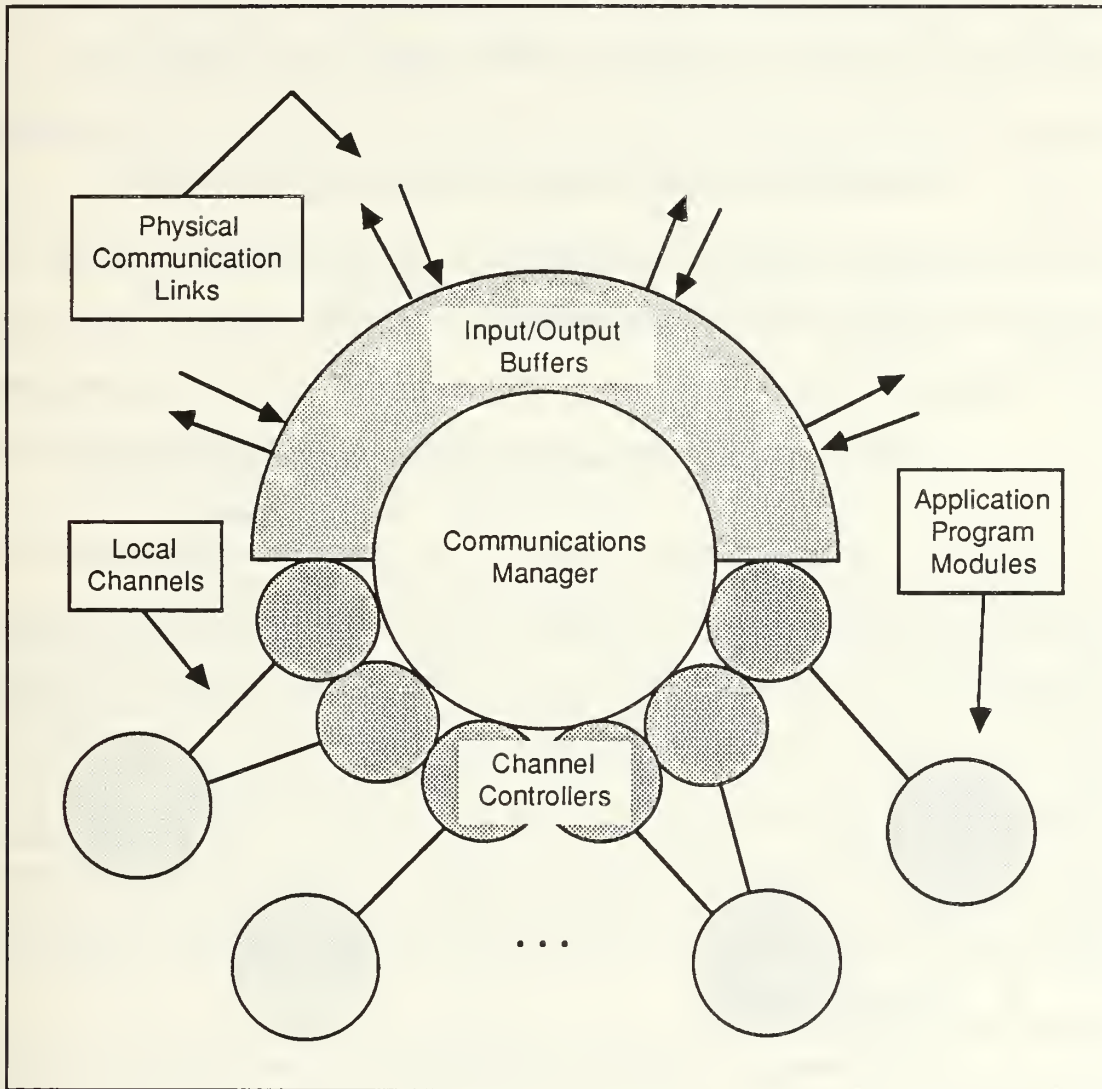 Physical
Communication
Links
Input/Output
Buffers
Communications
Manager
Application
Program
Modules
Local
Channels
Channel
Controllers
. . .